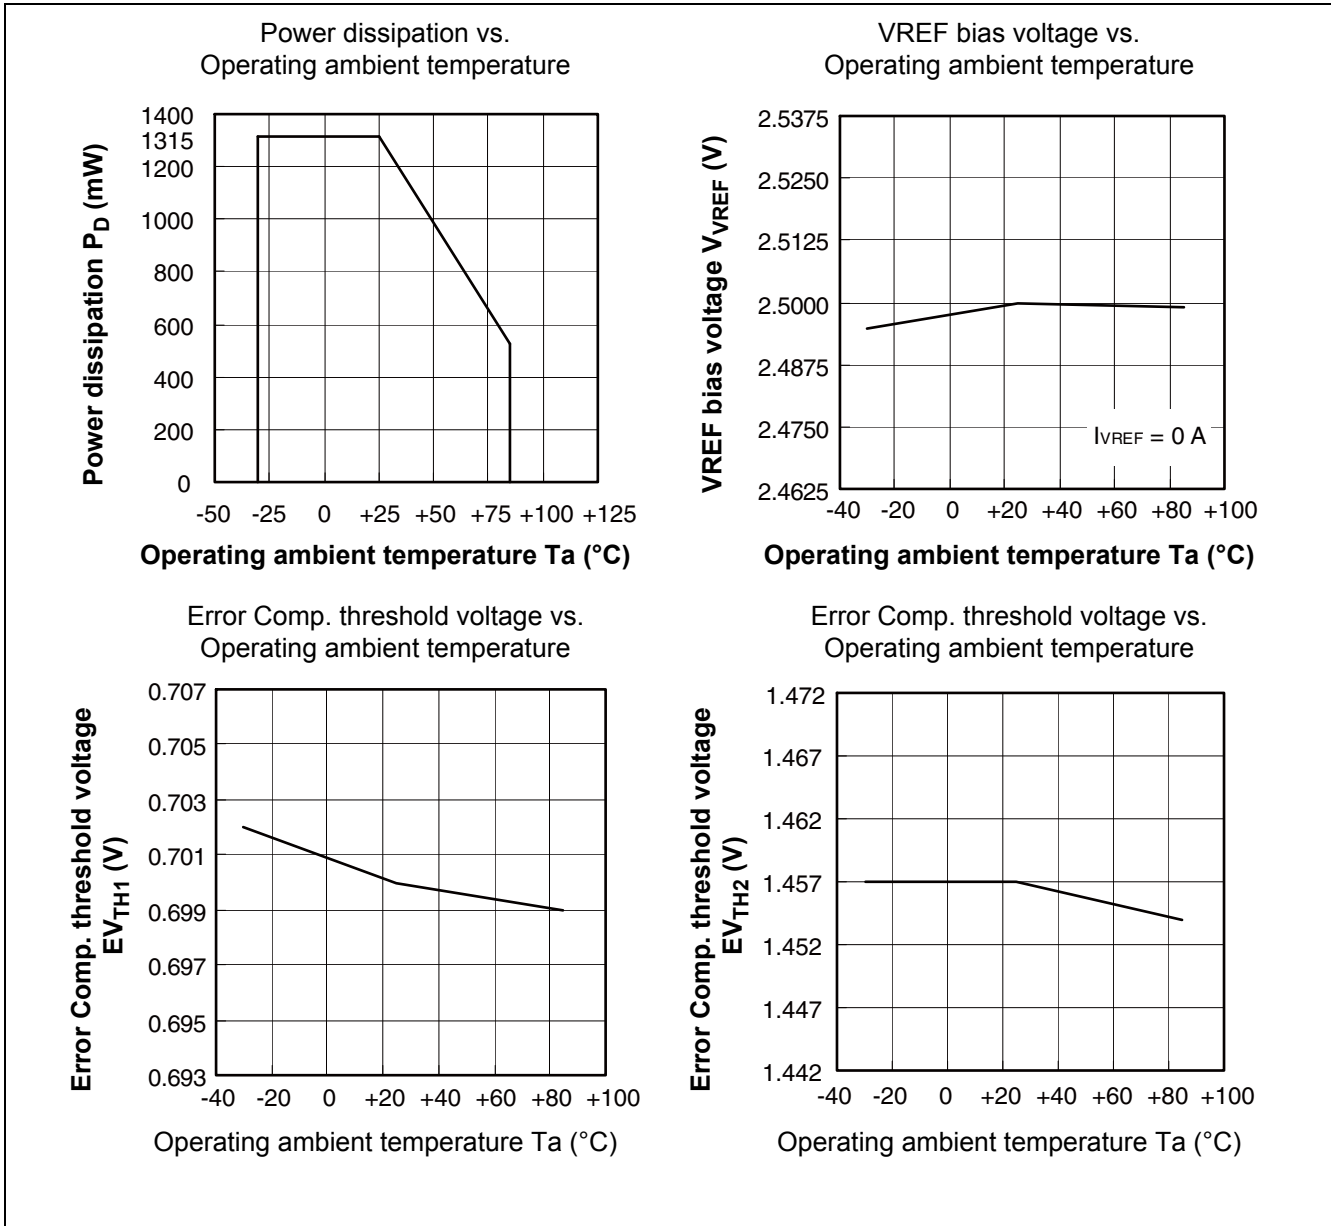 Power dissipation vs.
Operating ambient temperature
1400
1315
1200
1000
800
600
400
200
0
-50 -25 0 +25 +50 +75 +100 +125
Power dissipation PD (mW)
Operating ambient temperature Ta (°C)
VREF bias voltage vs.
Operating ambient temperature
2.5375
2.5250
2.5125
2.5000
2.4875
2.4750
2.4625
IVREF = 0 A
-40 -20 0 +20 +40 +60 +80 +100
VREF bias voltage VVREF (V)
Operating ambient temperature Ta (°C)
Error Comp. threshold voltage vs.
Operating ambient temperature
0.707
0.705
0.703
0.701
0.699
0.697
0.695
0.693
-40 -20 0 +20 +40 +60 +80 +100
Error Comp. threshold voltage
EVTH1 (V)
Operating ambient temperature Ta (°C)
Error Comp. threshold voltage vs.
Operating ambient temperature
1.472
1.467
1.462
1.457
1.452
1.447
1.442
-40 -20 0 +20 +40 +60 +80 +100
Error Comp. threshold voltage
EVTH2 (V)
Operating ambient temperature Ta (°C)